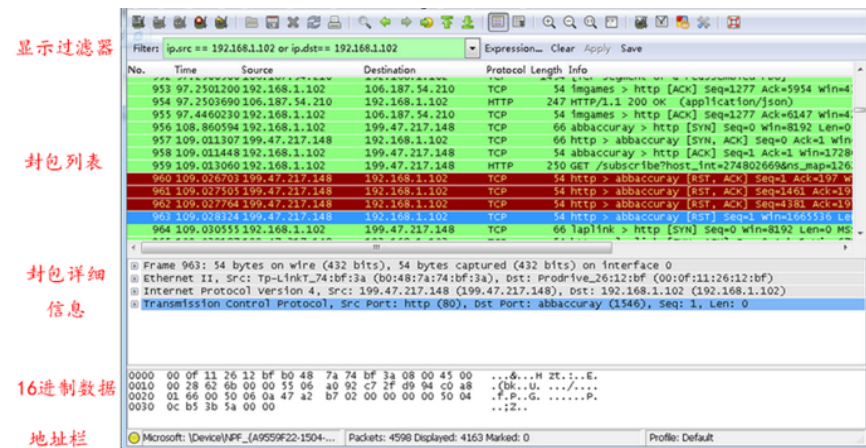 显示过滤器
Filter: ip.src == 192.168.1.102 or ip.dst== 192.168.1.102 Expression... Clear Apply Save
No. Time Source Destination Protocol Length Info
953 97.2501200 192.168.1.102 106.187.54.210 TCP 54 imgames > http [ACK] Seq=1277 Ack=5954 Win=4
954 97.2503690 106.187.54.210 192.168.1.102 HTTP 247 HTTP/1.1 200 OK (application/json)
955 97.4460230 192.168.1.102 106.187.54.210 TCP 54 imgames > http [ACK] Seq=1277 Ack=6147 Win=4
956 108.860594 192.168.1.102 199.47.217.148 TCP 66 abbaccuray > http [SYN] Seq=0 Win=8192 Len=0
957 109.011307 199.47.217.148 192.168.1.102 TCP 66 http > abbaccuray [SYN, ACK] Seq=0 Ack=1 Win
958 109.011448 192.168.1.102 199.47.217.148 TCP 54 abbaccuray > http [ACK] Seq=1 Ack=1 Win=1728
959 109.013060 192.168.1.102 199.47.217.148 HTTP 250 GET /subscribe?host_int=274802669&ns_map=126
封包列表
960 109.026703 199.47.217.148 192.168.1.102 TCP 54 http > abbaccuray [RST, ACK] Seq=1 Ack=197 W
961 109.027505 199.47.217.148 192.168.1.102 TCP 54 http > abbaccuray [RST, ACK] Seq=1461 Ack=19
962 109.027764 199.47.217.148 192.168.1.102 TCP 54 http > abbaccuray [RST, ACK] Seq=4381 Ack=19
963 109.028324 199.47.217.148 192.168.1.102 TCP 54 http > abbaccuray [RST] Seq=1 Win=1665536 Le
964 109.030555 192.168.1.102 199.47.217.148 TCP 66 laplink > http [SYN] Seq=0 Win=8192 Len=0 MS
封包详细
信息
Frame 963: 54 bytes on wire (432 bits), 54 bytes captured (432 bits) on interface 0
Ethernet II, Src: Tp-LinkT_74:bf:3a (b0:48:7a:74:bf:3a), Dst: Prodrive_26:12:bf (00:0f:11:26:12:bf)
Internet Protocol Version 4, Src: 199.47.217.148 (199.47.217.148), Dst: 192.168.1.102 (192.168.1.102)
Transmission Control Protocol, Src Port: http (80), Dst Port: abbaccuray (1546), Seq: 1, Len: 0
16进制数据
0000 00 0f 11 26 12 bf b0 48 7a 74 bf 3a 08 00 45 00 ...&...H zt.:..E.
0010 00 28 62 6b 00 00 55 06 a0 92 c7 2f d9 94 c0 a8 .(bk..U. .../....
0020 01 66 00 50 06 0a 47 a2 b7 02 00 00 00 00 50 04 .f.P..G. ......P.
0030 0c b5 3b 5a 00 00 ..;Z..
地址栏
Microsoft: \Device\NPF_{A9559F22-1504-... Packets: 4598 Displayed: 4163 Marked: 0 Profile: Default